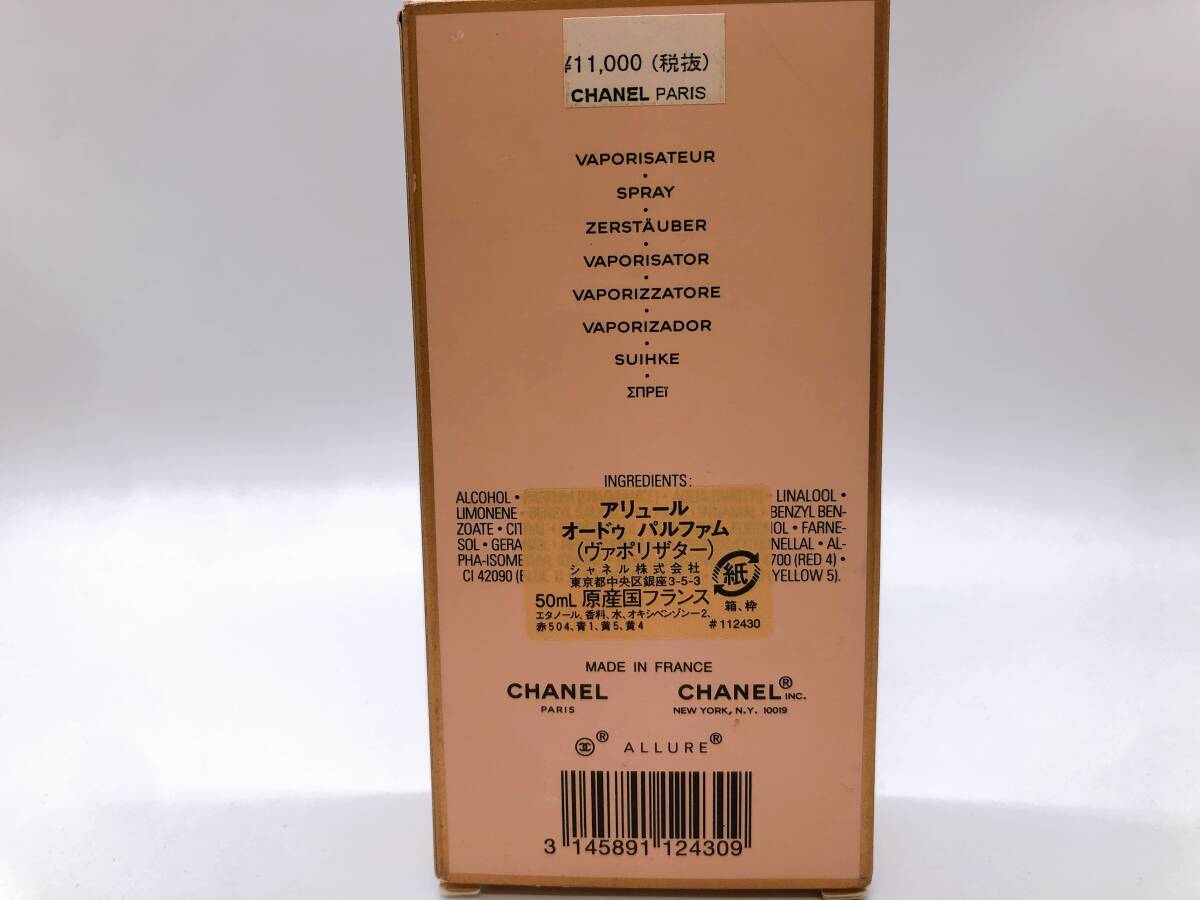 ¥11,000 (税抜)
CHANEL PARIS
VAPORISATEUR
•
SPRAY
•
ZERSTÄUBER
•
VAPORISATOR
•
VAPORIZZATORE
•
VAPORIZADOR
•
SUIHKE
•
ΣΠΡΕϊ
INGREDIENTS:
ALCOHOL • LINALOOL •
LIMONENE • BENZYL BEN-
ZOATE • FARNE-
SOL • AL-
(RED 4) •
CI 42090 YELLOW 5).
アリュール
オードゥ パルファム
(ヴァポリザター)
シャネル株式会社
東京都中央区銀座3-5-3
50mL 原産国フランス
エタノール、香料、水、オキシベンゾン-2、
赤504、青1、黄5、黄4
紙
箱、枠
#112430
MADE IN FRANCE
CHANEL CHANEL® INC.
PARIS NEW YORK, N.Y. 10019
® ALLURE®
3 145891 124309